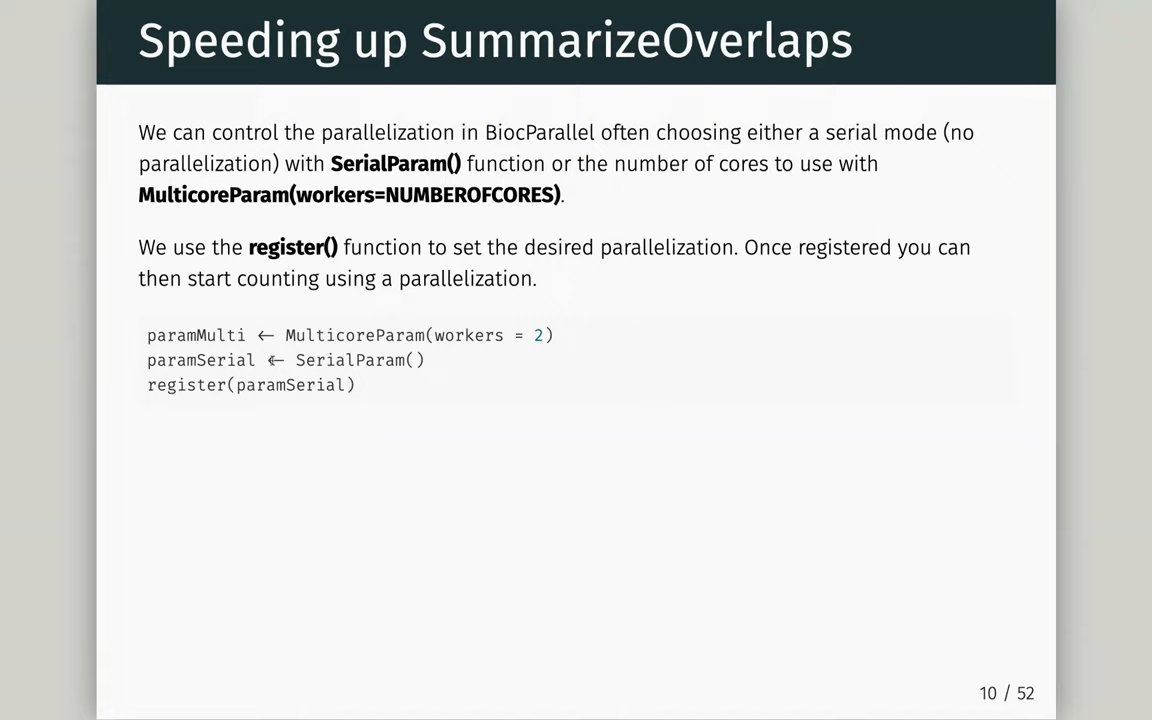 Speeding up SummarizeOverlaps
We can control the parallelization in BiocParallel often choosing either a serial mode (no
parallelization) with SerialParam() function or the number of cores to use with
MulticoreParam(workers=NUMBEROFCORES).
We use the register() function to set the desired parallelization. Once registered you can
then start counting using a parallelization.
paramMulti <- MulticoreParam(workers = 2)
paramSerial <- SerialParam()
register(paramSerial)
10 / 52